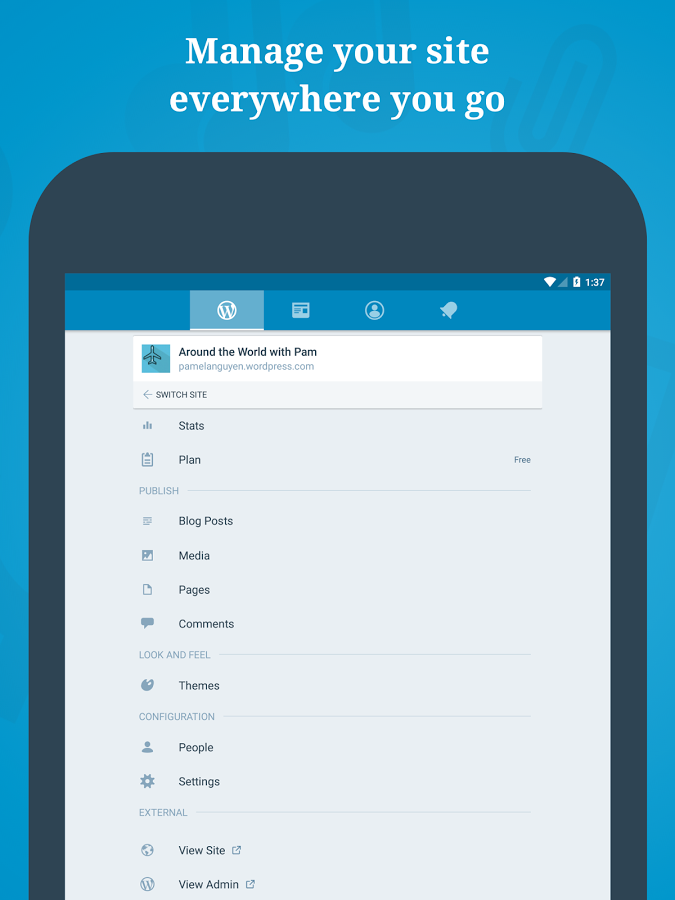 Manage your site
everywhere you go
1:37
Around the World with Pam
pamelanguyen.wordpress.com
SWITCH SITE
Stats
Plan Free
PUBLISH
Blog Posts
Media
Pages
Comments
LOOK AND FEEL
Themes
CONFIGURATION
People
Settings
EXTERNAL
View Site
View Admin